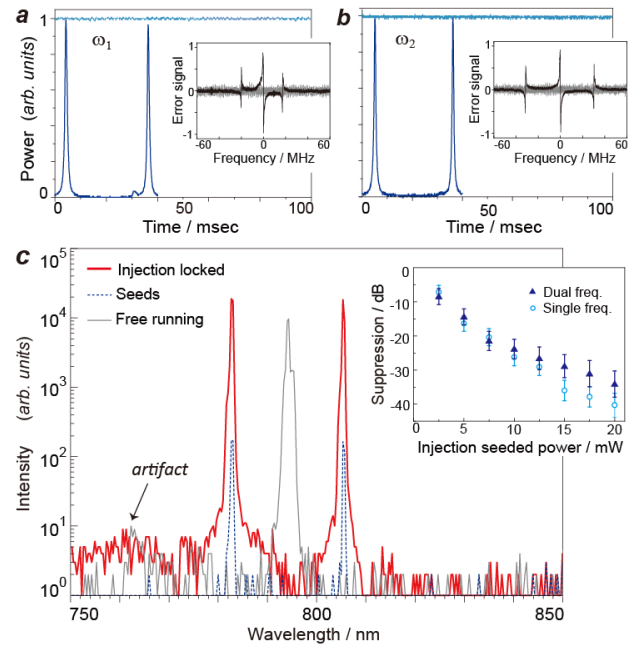 a
ω1
Power (arb. units)
1
0
0
50
100
Time / msec
Error signal
1
0
-1
-60
0
60
Frequency / MHz
b
ω2
1
0
0
50
100
Time / msec
Error signal
1
0
-1
-60
0
60
Frequency / MHz
c
Intensity (arb. units)
10^5
10^4
10^3
10^2
10^1
10^0
Injection locked
Seeds
Free running
artifact
750
800
850
Wavelength / nm
Suppression / dB
0
-10
-20
-30
-40
Dual freq.
Single freq.
0
5
10
15
20
Injection seeded power / mW